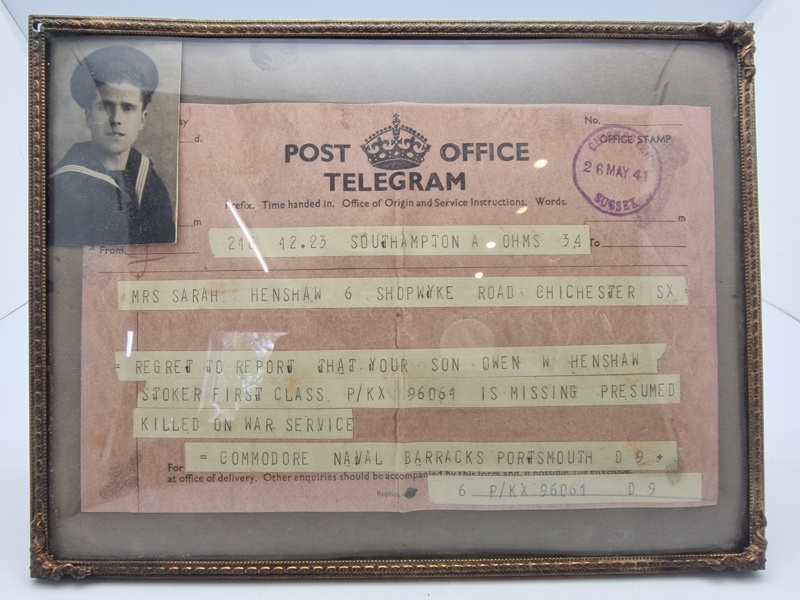 No.
OFFICE STAMP
POST OFFICE
TELEGRAM
28 MAY 41
SUSSEX
Prefix. Time handed in. Office of Origin and Service Instructions. Words.
m
m
From
42.23 SOUTHAMPTON A OHMS 34
To
MRS SARAH HENSHAW 6 SHOPWYKE ROAD CHICHESTER SX =
= REGRET TO REPORT THAT YOUR SON OWEN W HENSHAW
STOKER FIRST CLASS P/KX 96061 IS MISSING PRESUMED
KILLED ON WAR SERVICE
= COMMODORE NAVAL BARRACKS PORTSMOUTH D 9 +
For
at office of delivery. Other enquiries should be accompanied by this form and, if possible, the envelope.
6 P/KX 96061 D 9